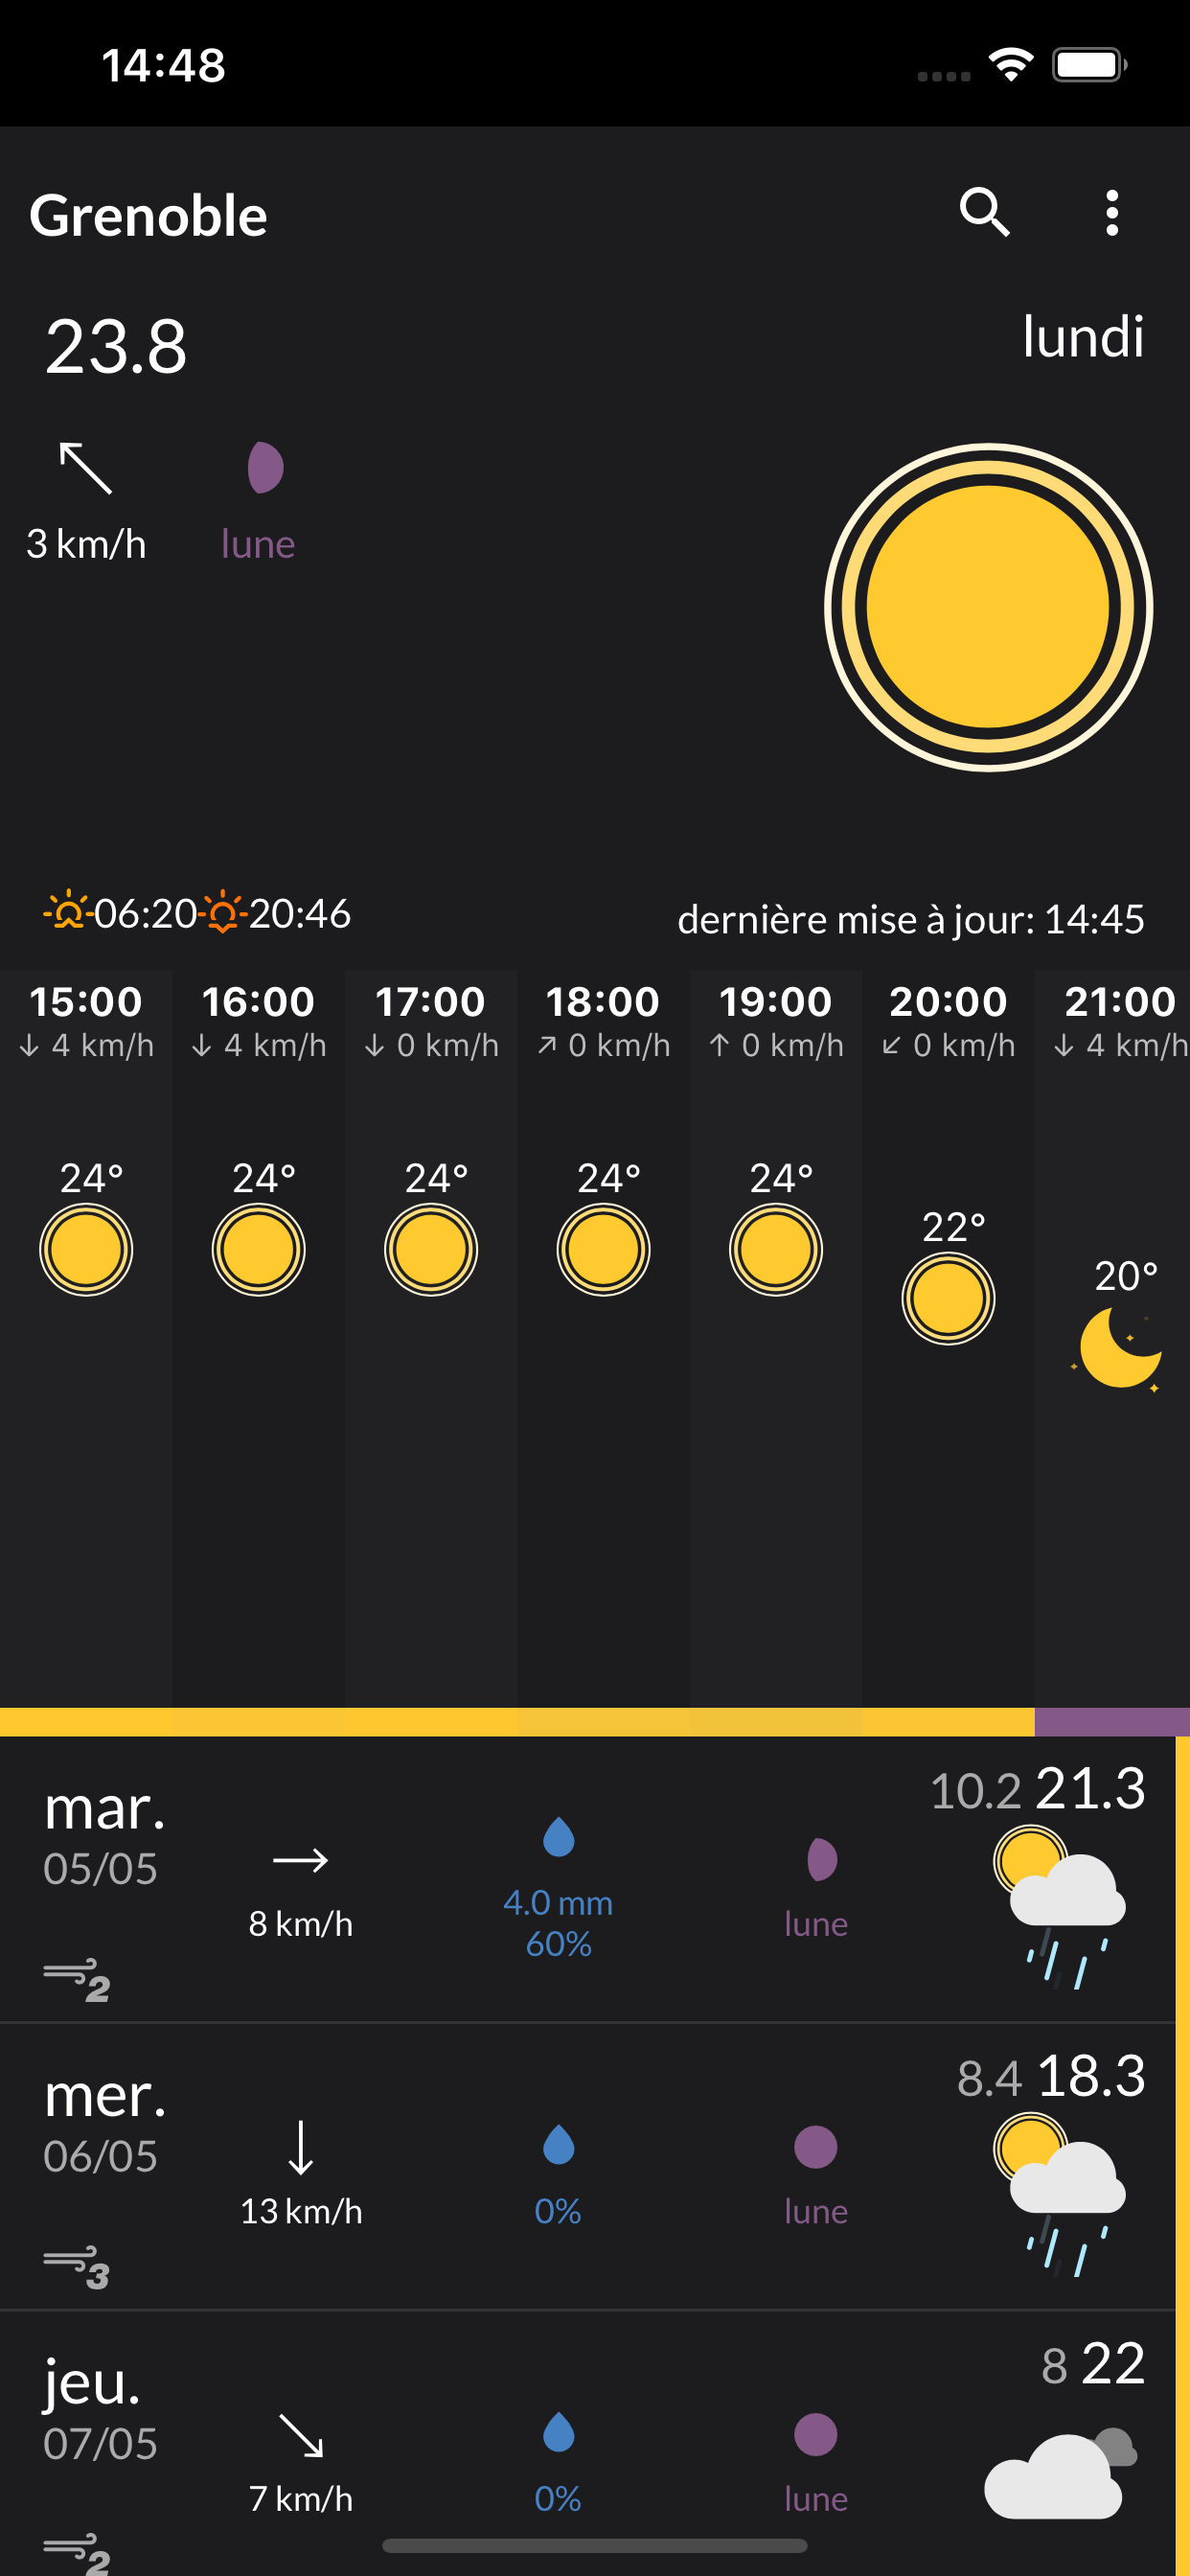 14:48
Grenoble
23.8
lundi
3 km/h lune
06:20 20:46
dernière mise à jour: 14:45
15:00 16:00 17:00 18:00 19:00 20:00 21:00
4 km/h 4 km/h 0 km/h 0 km/h 0 km/h 0 km/h 4 km/h
24° 24° 24° 24° 24°
22°
20°
mar.
05/05
8 km/h
4.0 mm
60%
lune
10.2 21.3
2
mer.
06/05
13 km/h
0%
lune
8.4 18.3
3
jeu.
07/05
7 km/h
0%
lune
8 22
2